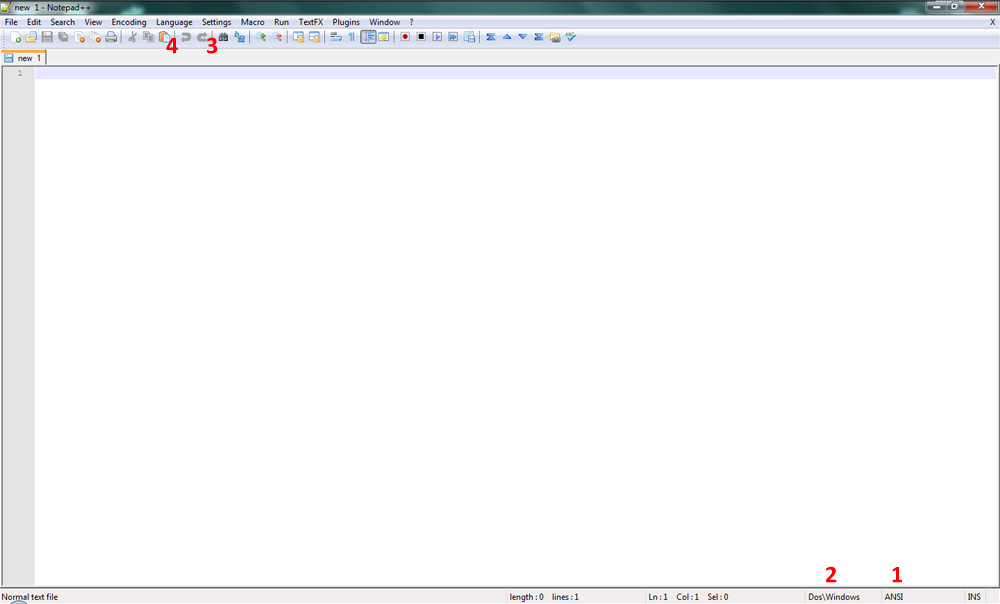 new 1 - Notepad++
File Edit Search View Encoding Language Settings Macro Run TextFX Plugins Window ? X
4 3
new 1
1
2 1
Normal text file length : 0 lines : 1 Ln : 1 Col : 1 Sel : 0 Dos\Windows ANSI INS